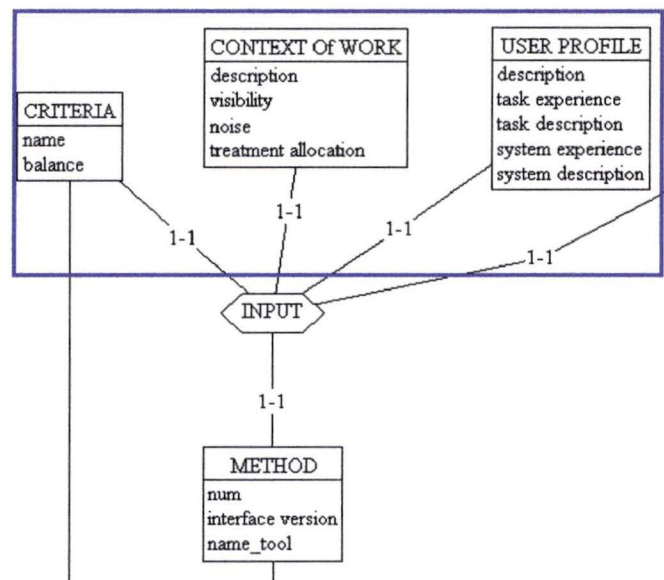 CONTEXT Of WORK
description
visibility
noise
treatment allocation
USER PROFILE
description
task experience
task description
system experience
system description
CRITERIA
name
balance
1-1
1-1
1-1
1-1
INPUT
1-1
METHOD
num
interface version
name_tool